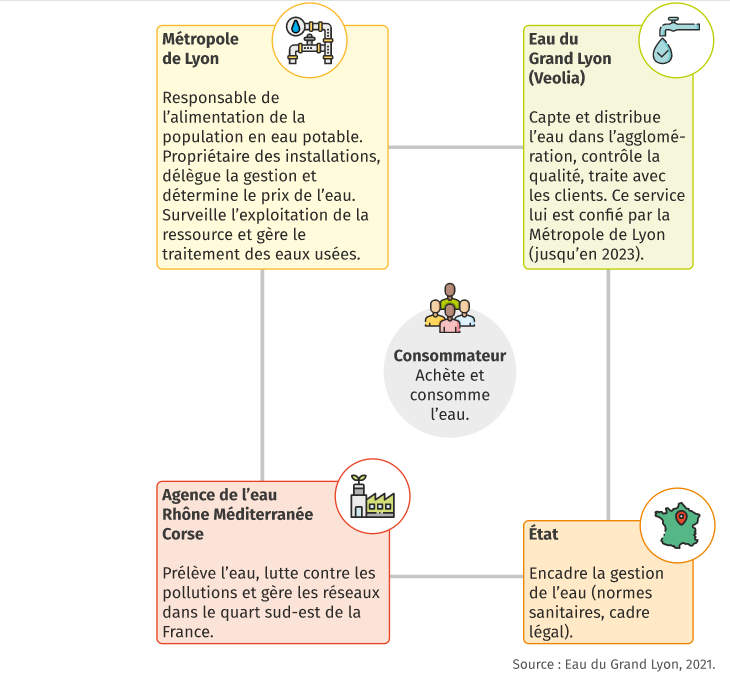 Métropole
de Lyon
Responsable de
l’alimentation de la
population en eau potable.
Propriétaire des installations,
délègue la gestion et
détermine le prix de l’eau.
Surveille l’exploitation de la
ressource et gère le
traitement des eaux usées.
Eau du
Grand Lyon
(Veolia)
Capte et distribue
l’eau dans l’agglomé-
ration, contrôle la
qualité, traite avec
les clients. Ce service
lui est confié par la
Métropole de Lyon
(jusqu’en 2023).
Consommateur
Achète et
consomme
l’eau.
Agence de l’eau
Rhône Méditerranée
Corse
Prélève l’eau, lutte contre les
pollutions et gère les réseaux
dans le quart sud-est de la
France.
État
Encadre la gestion
de l’eau (normes
sanitaires, cadre
légal).
Source : Eau du Grand Lyon, 2021.